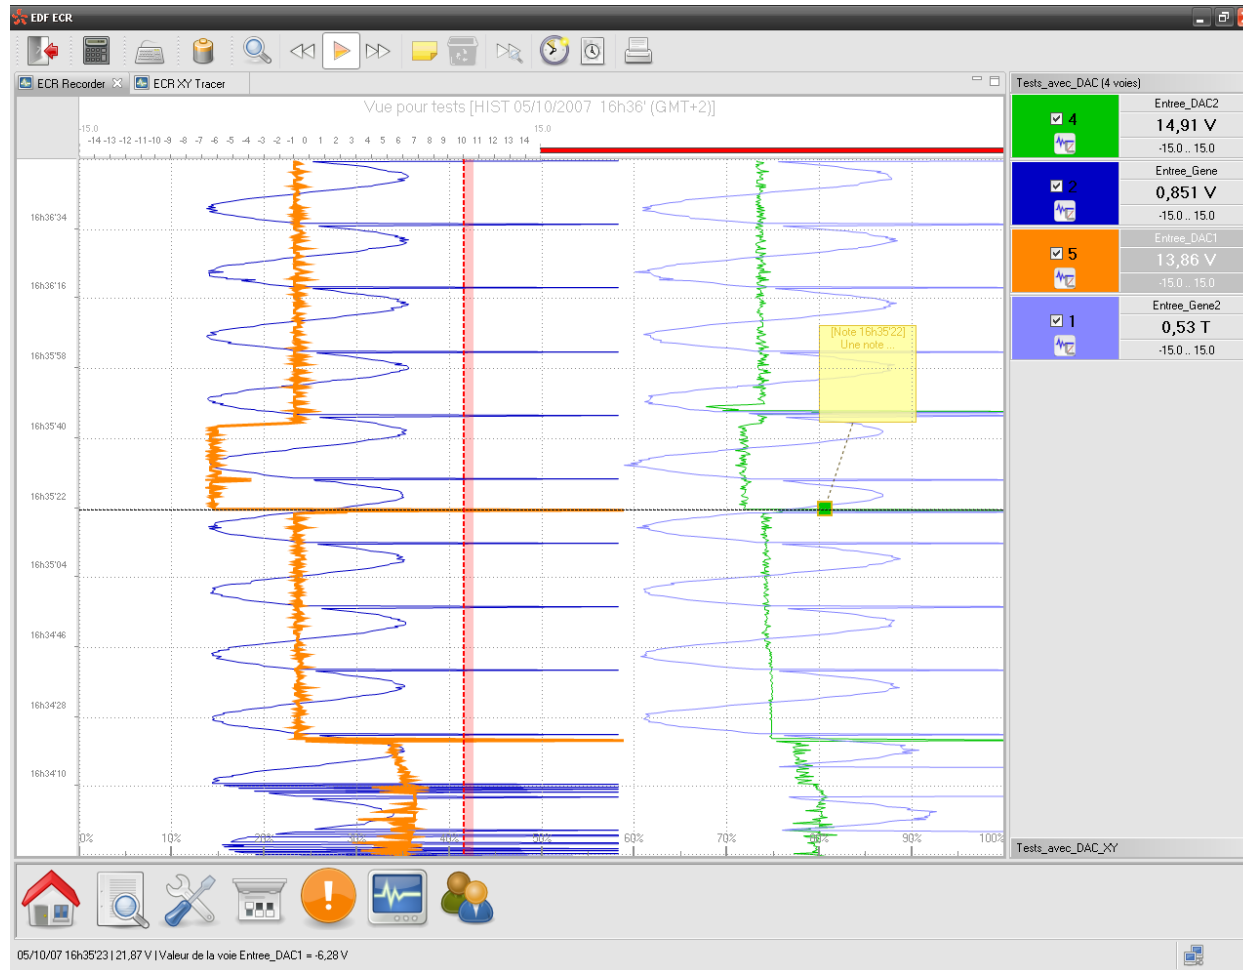 EDF ECR
ECR Recorder
ECR XY Tracer
Vue pour tests [HIST 05/10/2007 16h36' (GMT+2)]
-15.0 15.0
-14 -13 -12 -11 -10 -9 -8 -7 -6 -5 -4 -3 -2 -1 0 1 2 3 4 5 6 7 8 9 10 11 12 13 14
16h36'34
16h36'16
16h35'58
16h35'40
16h35'22
16h35'04
16h34'46
16h34'28
16h34'10
[Note 16h35'22]
Une note ...
0% 10% 20% 30% 40% 50% 60% 70% 80% 90% 100%
Tests_avec_DAC (4 voies)
4
Entree_DAC2
14,91 V
-15.0 .. 15.0
2
Entree_Gene
0,851 V
-15.0 .. 15.0
5
Entree_DAC1
13,86 V
-15.0 .. 15.0
1
Entree_Gene2
0,53 T
-15.0 .. 15.0
Tests_avec_DAC_XY
05/10/07 16h35'23 | 21,87 V | Valeur de la voie Entree_DAC1 = -6,28 V